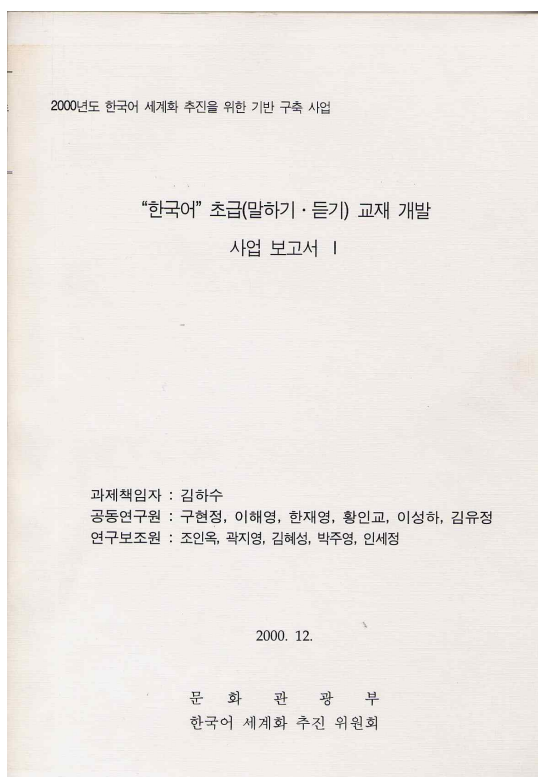 2000년도 한국어 세계화 추진을 위한 기반 구축 사업
“한국어” 초급(말하기 · 듣기) 교재 개발
사업 보고서 Ⅰ
과제책임자 : 김하수
공동연구원 : 구현정, 이해영, 한재영, 황인교, 이성하, 김유정
연구보조원 : 조인옥, 곽지영, 김혜성, 박주영, 인세정
2000. 12.
문 화 관 광 부
한국어 세계화 추진 위원회